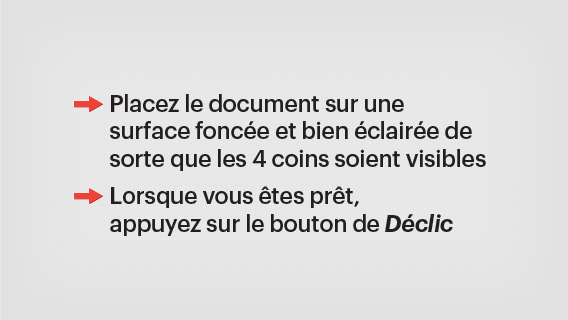 Placez le document sur une
surface foncée et bien éclairée de
sorte que les 4 coins soient visibles
Lorsque vous êtes prêt,
appuyez sur le bouton de Déclic